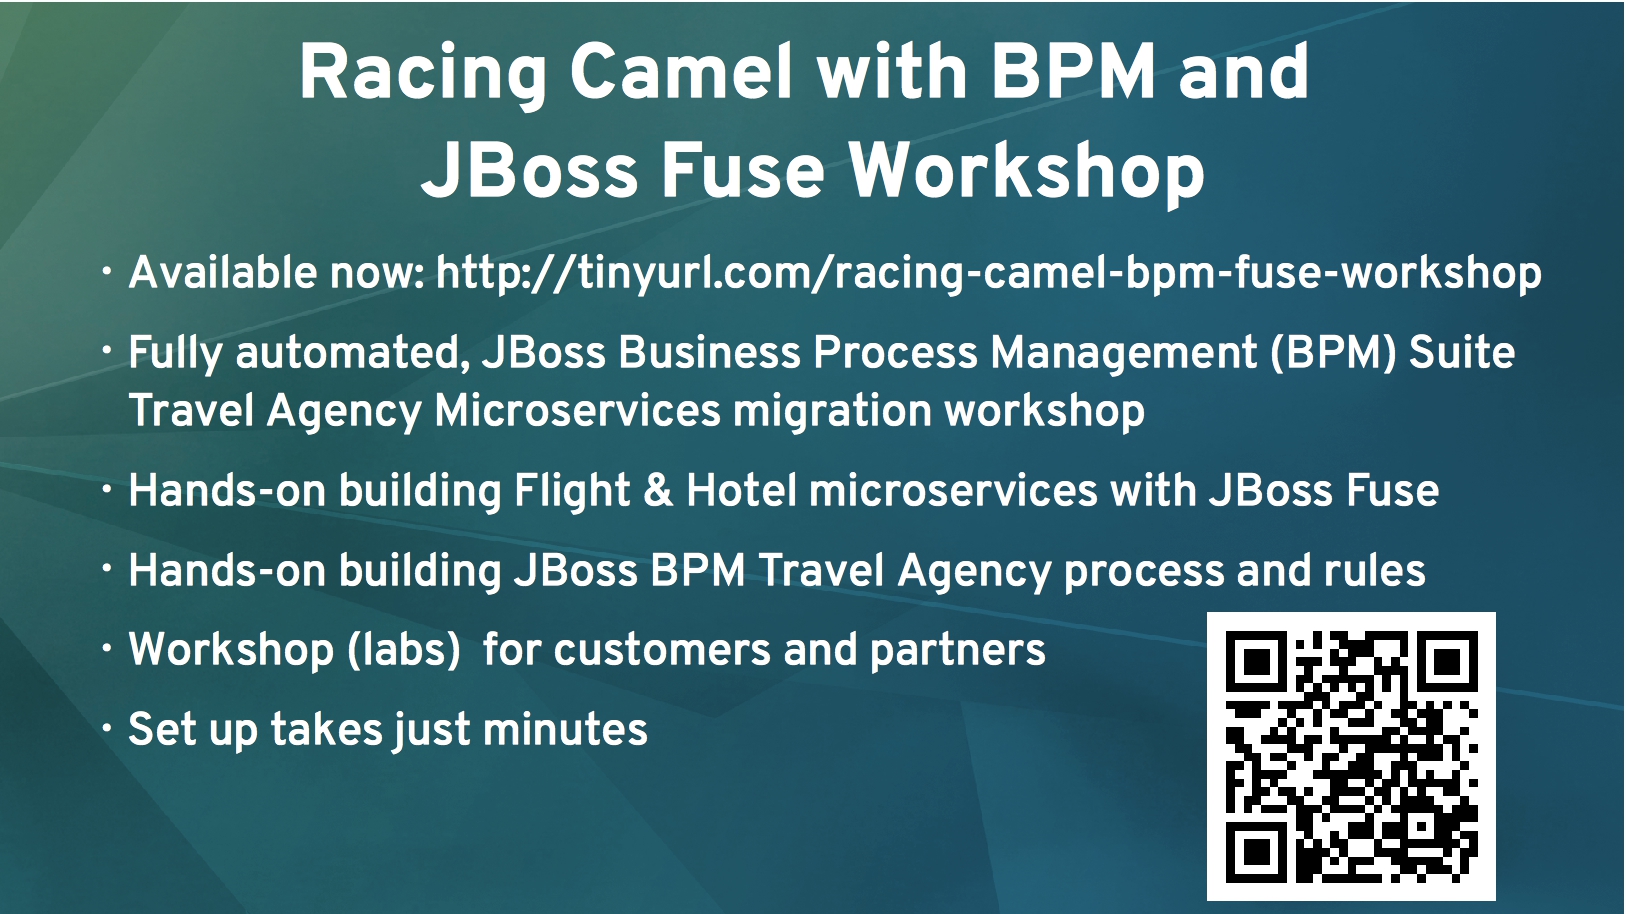 Racing Camel with BPM and
JBoss Fuse Workshop
• Available now: http://tinyurl.com/racing-camel-bpm-fuse-workshop
• Fully automated, JBoss Business Process Management (BPM) Suite
Travel Agency Microservices migration workshop
• Hands-on building Flight & Hotel microservices with JBoss Fuse
• Hands-on building JBoss BPM Travel Agency process and rules
• Workshop (labs)  for customers and partners
• Set up takes just minutes